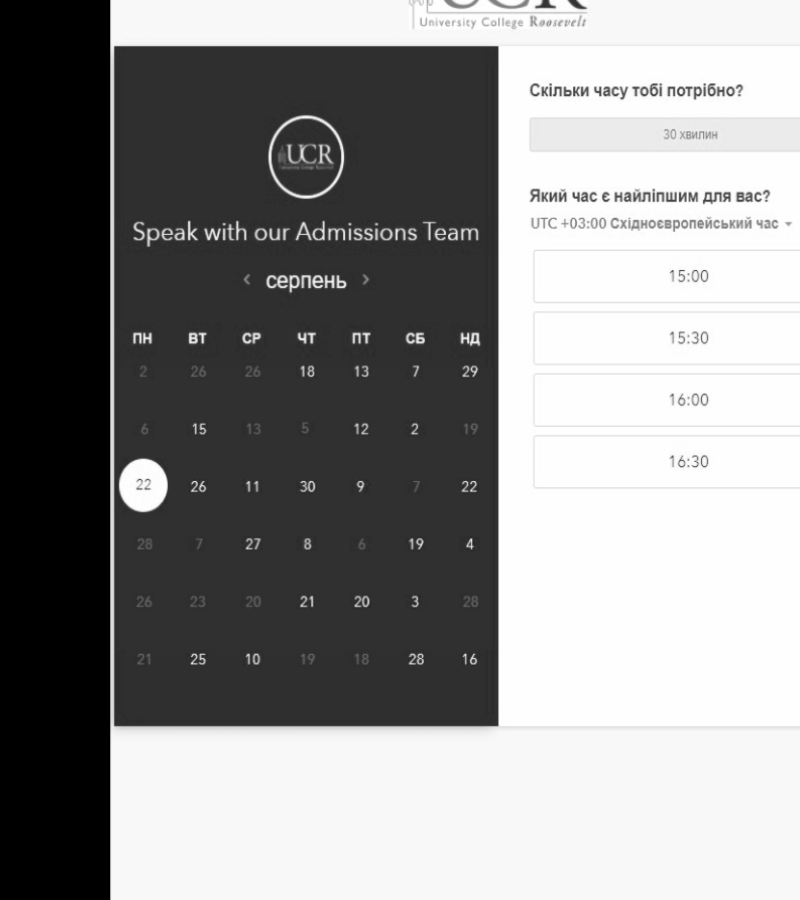 UCR
University College Roosevelt
UCR
Speak with our Admissions Team
‹ серпень ›
ПН ВТ СР ЧТ ПТ СБ НД
2 26 26 18 13 7 29
6 15 13 5 12 2 19
22 26 11 30 9 7 22
28 7 27 8 6 19 4
26 23 20 21 20 3 28
21 25 10 19 18 28 16
Скільки часу тобі потрібно?
30 хвилин
Який час є найліпшим для вас?
UTC +03:00 Східноєвропейський час
15:00
15:30
16:00
16:30